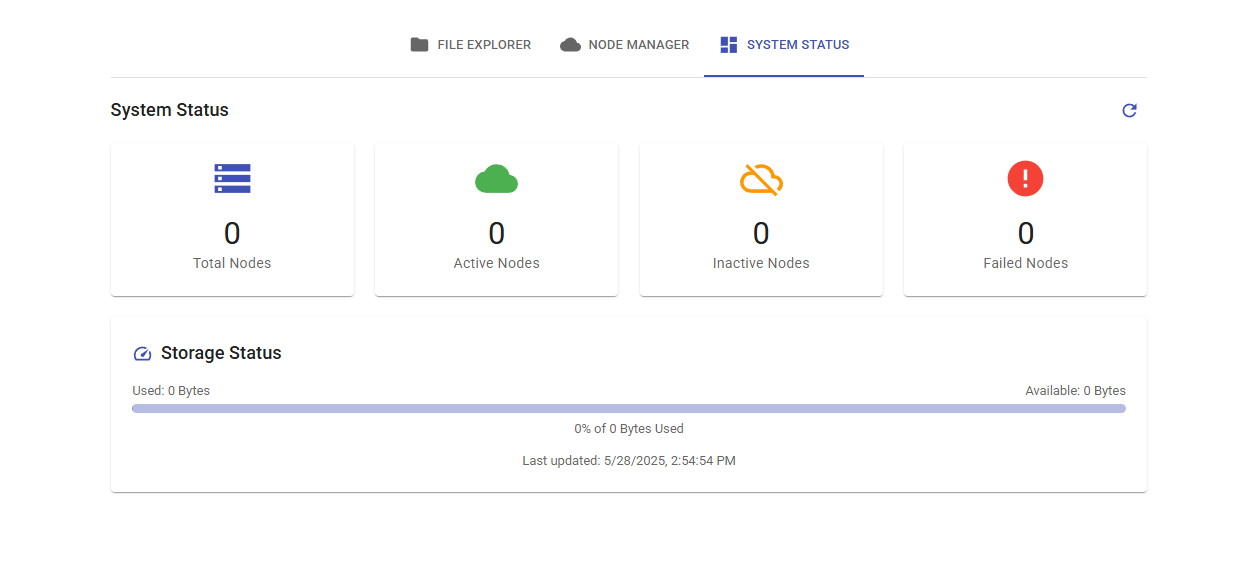 FILE EXPLORER NODE MANAGER SYSTEM STATUS
System Status
0 0 0 0
Total Nodes Active Nodes Inactive Nodes Failed Nodes
Storage Status
Used: 0 Bytes Available: 0 Bytes
0% of 0 Bytes Used
Last updated: 5/28/2025, 2:54:54 PM